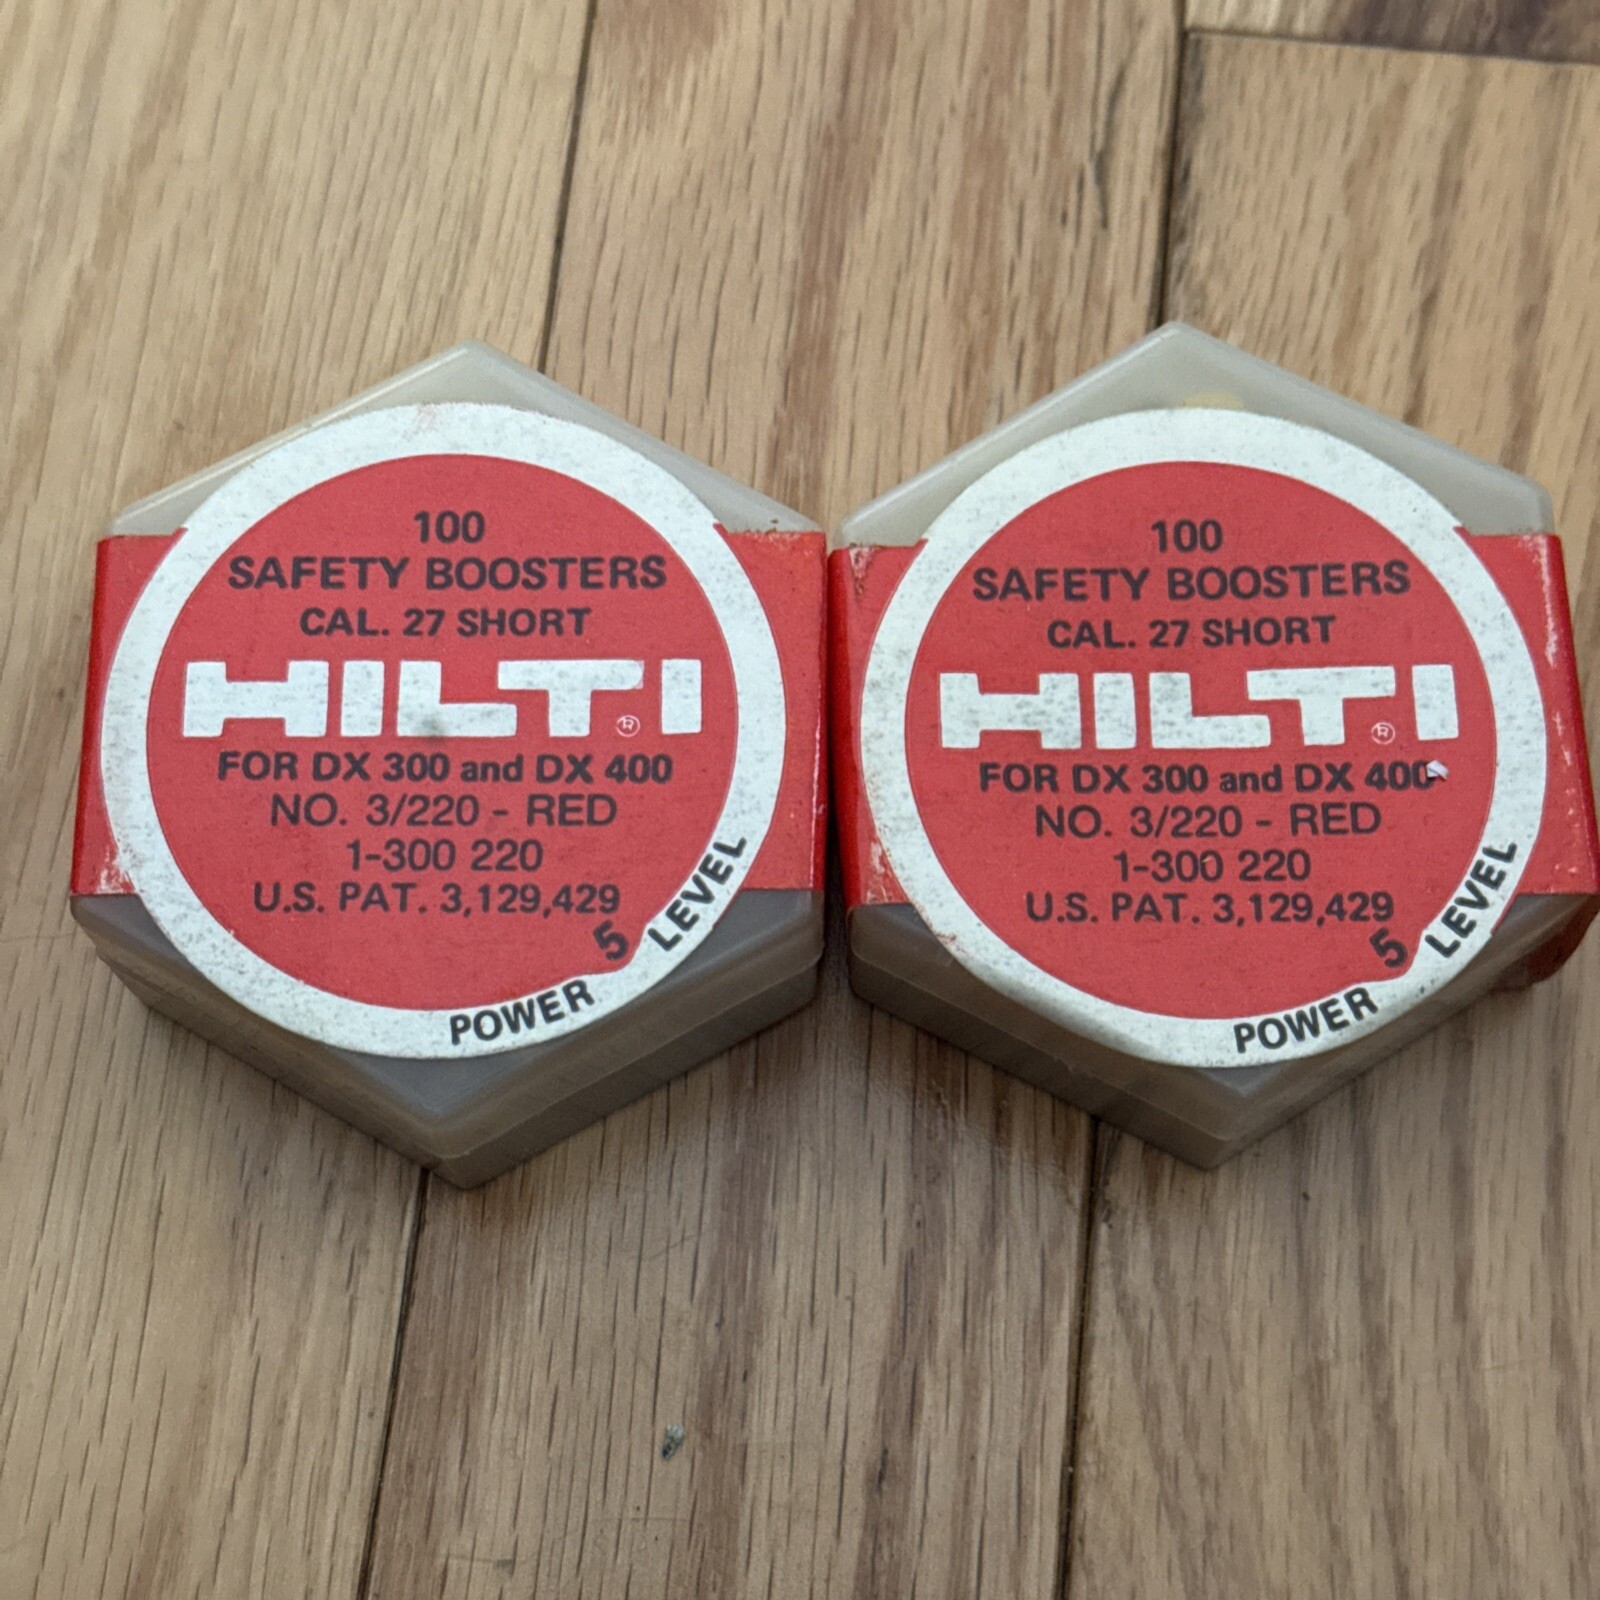 100
SAFETY BOOSTERS
CAL. 27 SHORT
HILTI®
FOR DX 300 and DX 400
NO. 3/220 - RED
1-300 220
U.S. PAT. 3,129,429
POWER 5 LEVEL
100
SAFETY BOOSTERS
CAL. 27 SHORT
HILTI®
FOR DX 300 and DX 400
NO. 3/220 - RED
1-300 220
U.S. PAT. 3,129,429
POWER 5 LEVEL